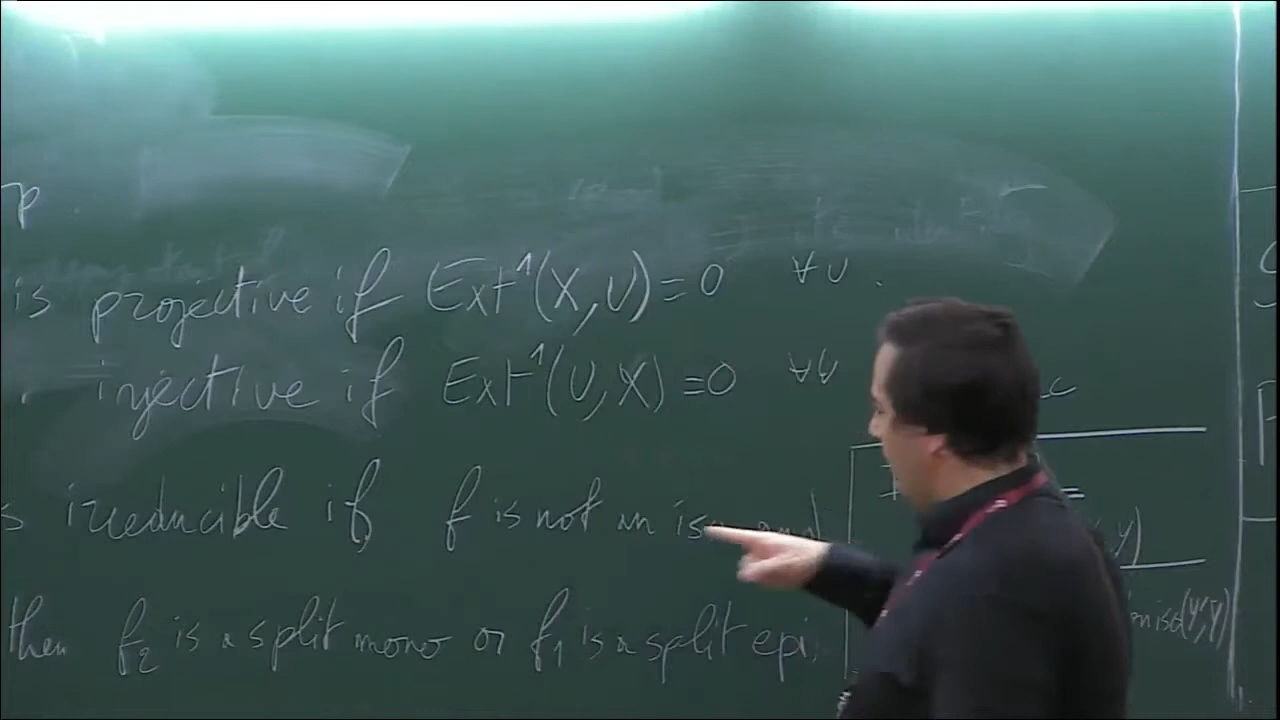 p.
is projective if Ext¹(X,U)=0 ∀U.
injective if Ext¹(U,X)=0 ∀U
s irreducible if f is not an iso and
then f₂ is a split mono or f₁ is a split epi.